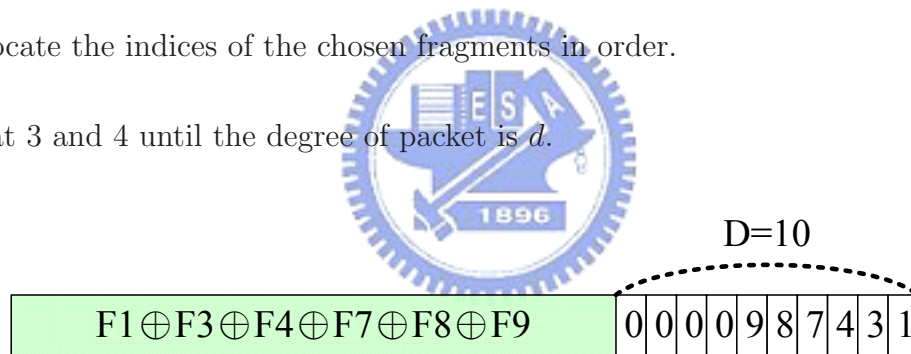 ocate the indices of the chosen fragments in order.
at 3 and 4 until the degree of packet is d.
E S A
1896
D=10
F1⊕F3⊕F4⊕F7⊕F8⊕F9 0 0 0 0 9 8 7 4 3 1